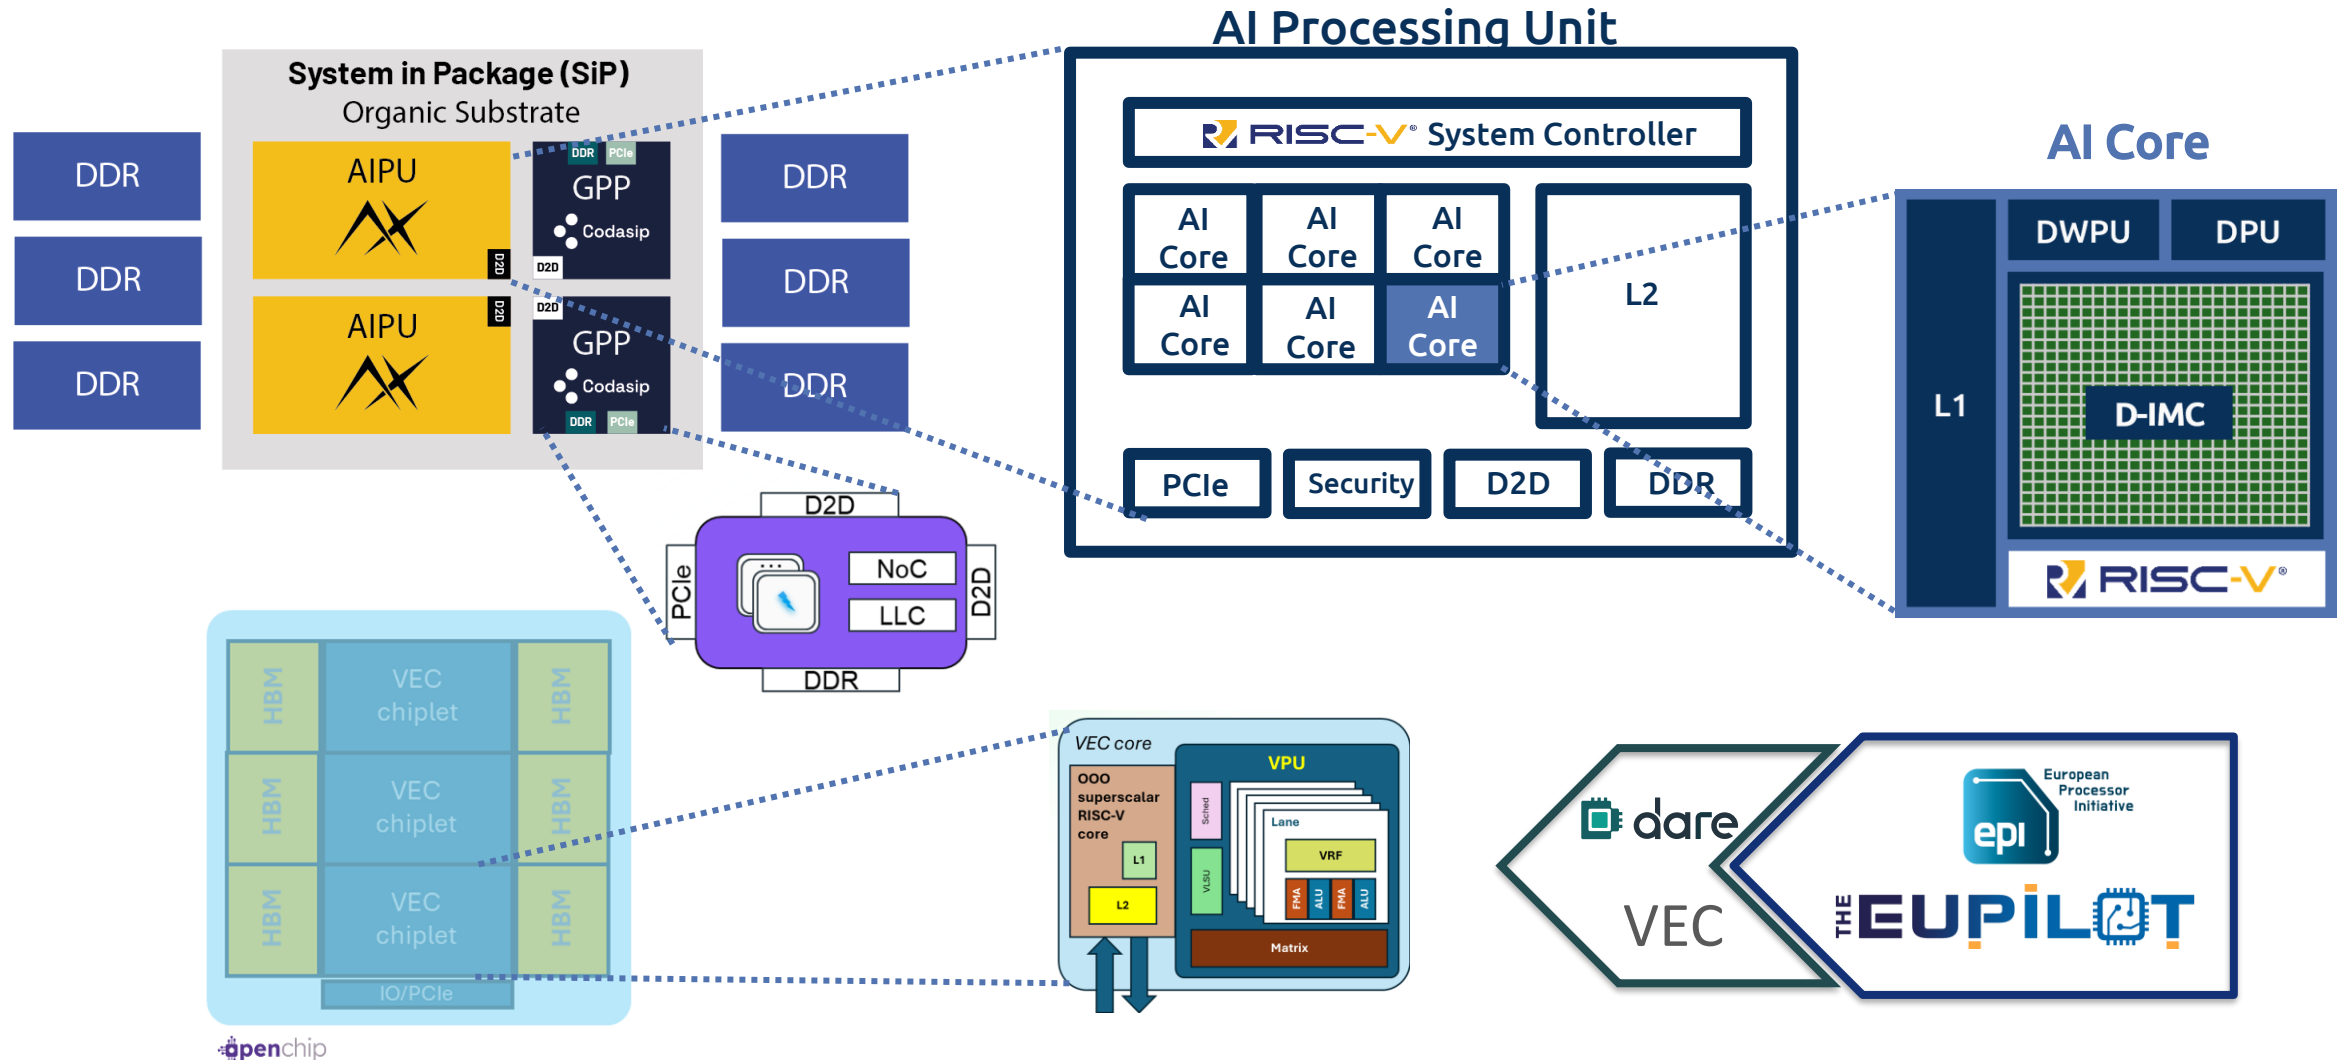 AI Processing Unit
System in Package (SiP)
Organic Substrate
DDR
DDR
DDR
AIPU
D2D
DDR
PCIe
GPP
Codasip
D2D
AIPU
D2D
D2D
GPP
Codasip
DDR
PCIe
DDR
DDR
DDR
RISC-V® System Controller
AI
Core
AI
Core
AI
Core
AI
Core
AI
Core
AI
Core
L2
PCIe
Security
D2D
DDR
AI Core
L1
DWPU
DPU
D-IMC
RISC-V®
D2D
PCIe
NoC
LLC
D2D
DDR
HBM
VEC
chiplet
HBM
HBM
VEC
chiplet
HBM
HBM
VEC
chiplet
HBM
IO/PCIe
openchip
VEC core
OOO
superscalar
RISC-V
core
L1
L2
VPU
Sched
VLSU
Lane
VRF
FMA
ALU
FMA
ALU
Matrix
dare
VEC
European
Processor
Initiative
epi
THE
EUPILOT